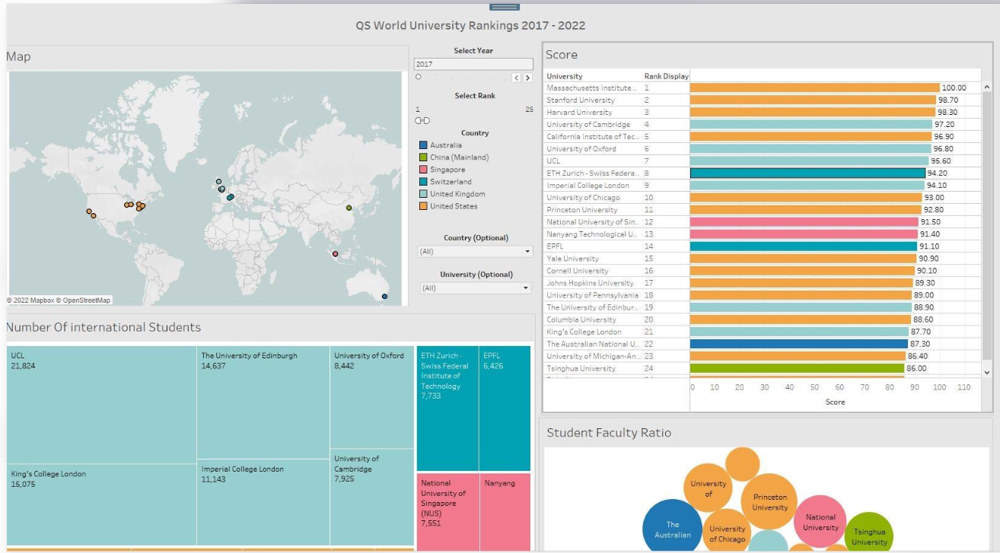 QS World University Rankings 2017 - 2022
Map
© 2022 Mapbox © OpenStreetMap
Select Year
2017
Select Rank
1 25
Country
Australia
China (Mainland)
Singapore
Switzerland
United Kingdom
United States
Country (Optional)
(All)
University (Optional)
(All)
Score
University Rank Display
Massachusetts Institute .. 1 100.00
Stanford University 2 98.70
Harvard University 3 98.30
University of Cambridge 4 97.20
California Institute of Tec.. 5 96.90
University of Oxford 6 96.80
UCL 7 95.60
ETH Zurich - Swiss Federa.. 8 94.20
Imperial College London 9 94.10
University of Chicago 10 93.00
Princeton University 11 92.80
National University of Sin.. 12 91.50
Nanyang Technological U.. 13 91.40
EPFL 14 91.10
Yale University 15 90.90
Cornell University 16 90.10
Johns Hopkins University 17 89.30
University of Pennsylvania 18 89.00
The University of Edinbur.. 19 88.90
Columbia University 20 88.60
King's College London 21 87.70
The Australian National U.. 22 87.30
University of Michigan-An.. 23 86.40
Tsinghua University 24 86.00
0 10 20 30 40 50 60 70 80 90 100 110
Score
Number Of international Students
UCL
21,824
King's College London
15,075
The University of Edinburgh
14,637
Imperial College London
11,143
University of Oxford
8,442
University of
Cambridge
7,925
ETH Zurich -
Swiss Federal
Institute of
Technology
7,733
EPFL
6,426
National
University of
Singapore
(NUS)
7,551
Nanyang
Student Faculty Ratio
University
of
Princeton
University
The
Australian
University
of Chicago
National
University
Tsinghua
University